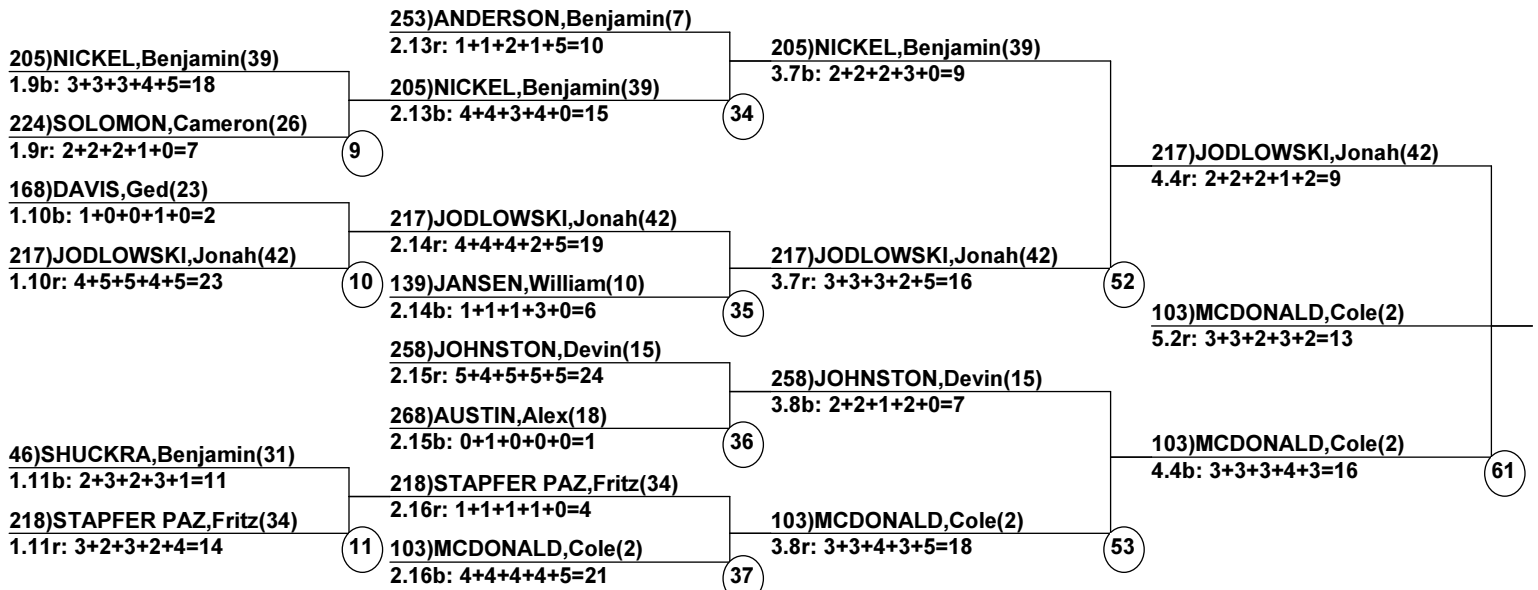 205)NICKEL,Benjamin(39)
1.9b: 3+3+3+4+5=18
224)SOLOMON,Cameron(26)
1.9r: 2+2+2+1+0=7
9
168)DAVIS,Ged(23)
1.10b: 1+0+0+1+0=2
217)JODLOWSKI,Jonah(42)
1.10r: 4+5+5+4+5=23
10
46)SHUCKRA,Benjamin(31)
1.11b: 2+3+2+3+1=11
218)STAPFER PAZ,Fritz(34)
1.11r: 3+2+3+2+4=14
11
253)ANDERSON,Benjamin(7)
2.13r: 1+1+2+1+5=10
205)NICKEL,Benjamin(39)
2.13b: 4+4+3+4+0=15
34
217)JODLOWSKI,Jonah(42)
2.14r: 4+4+4+2+5=19
139)JANSEN,William(10)
2.14b: 1+1+1+3+0=6
35
258)JOHNSTON,Devin(15)
2.15r: 5+4+5+5+5=24
268)AUSTIN,Alex(18)
2.15b: 0+1+0+0+0=1
36
218)STAPFER PAZ,Fritz(34)
2.16r: 1+1+1+1+0=4
103)MCDONALD,Cole(2)
2.16b: 4+4+4+4+5=21
37
205)NICKEL,Benjamin(39)
3.7b: 2+2+2+3+0=9
217)JODLOWSKI,Jonah(42)
3.7r: 3+3+3+2+5=16
52
258)JOHNSTON,Devin(15)
3.8b: 2+2+1+2+0=7
103)MCDONALD,Cole(2)
3.8r: 3+3+4+3+5=18
53
217)JODLOWSKI,Jonah(42)
4.4r: 2+2+2+1+2=9
103)MCDONALD,Cole(2)
5.2r: 3+3+2+3+2=13
103)MCDONALD,Cole(2)
4.4b: 3+3+3+4+3=16
61